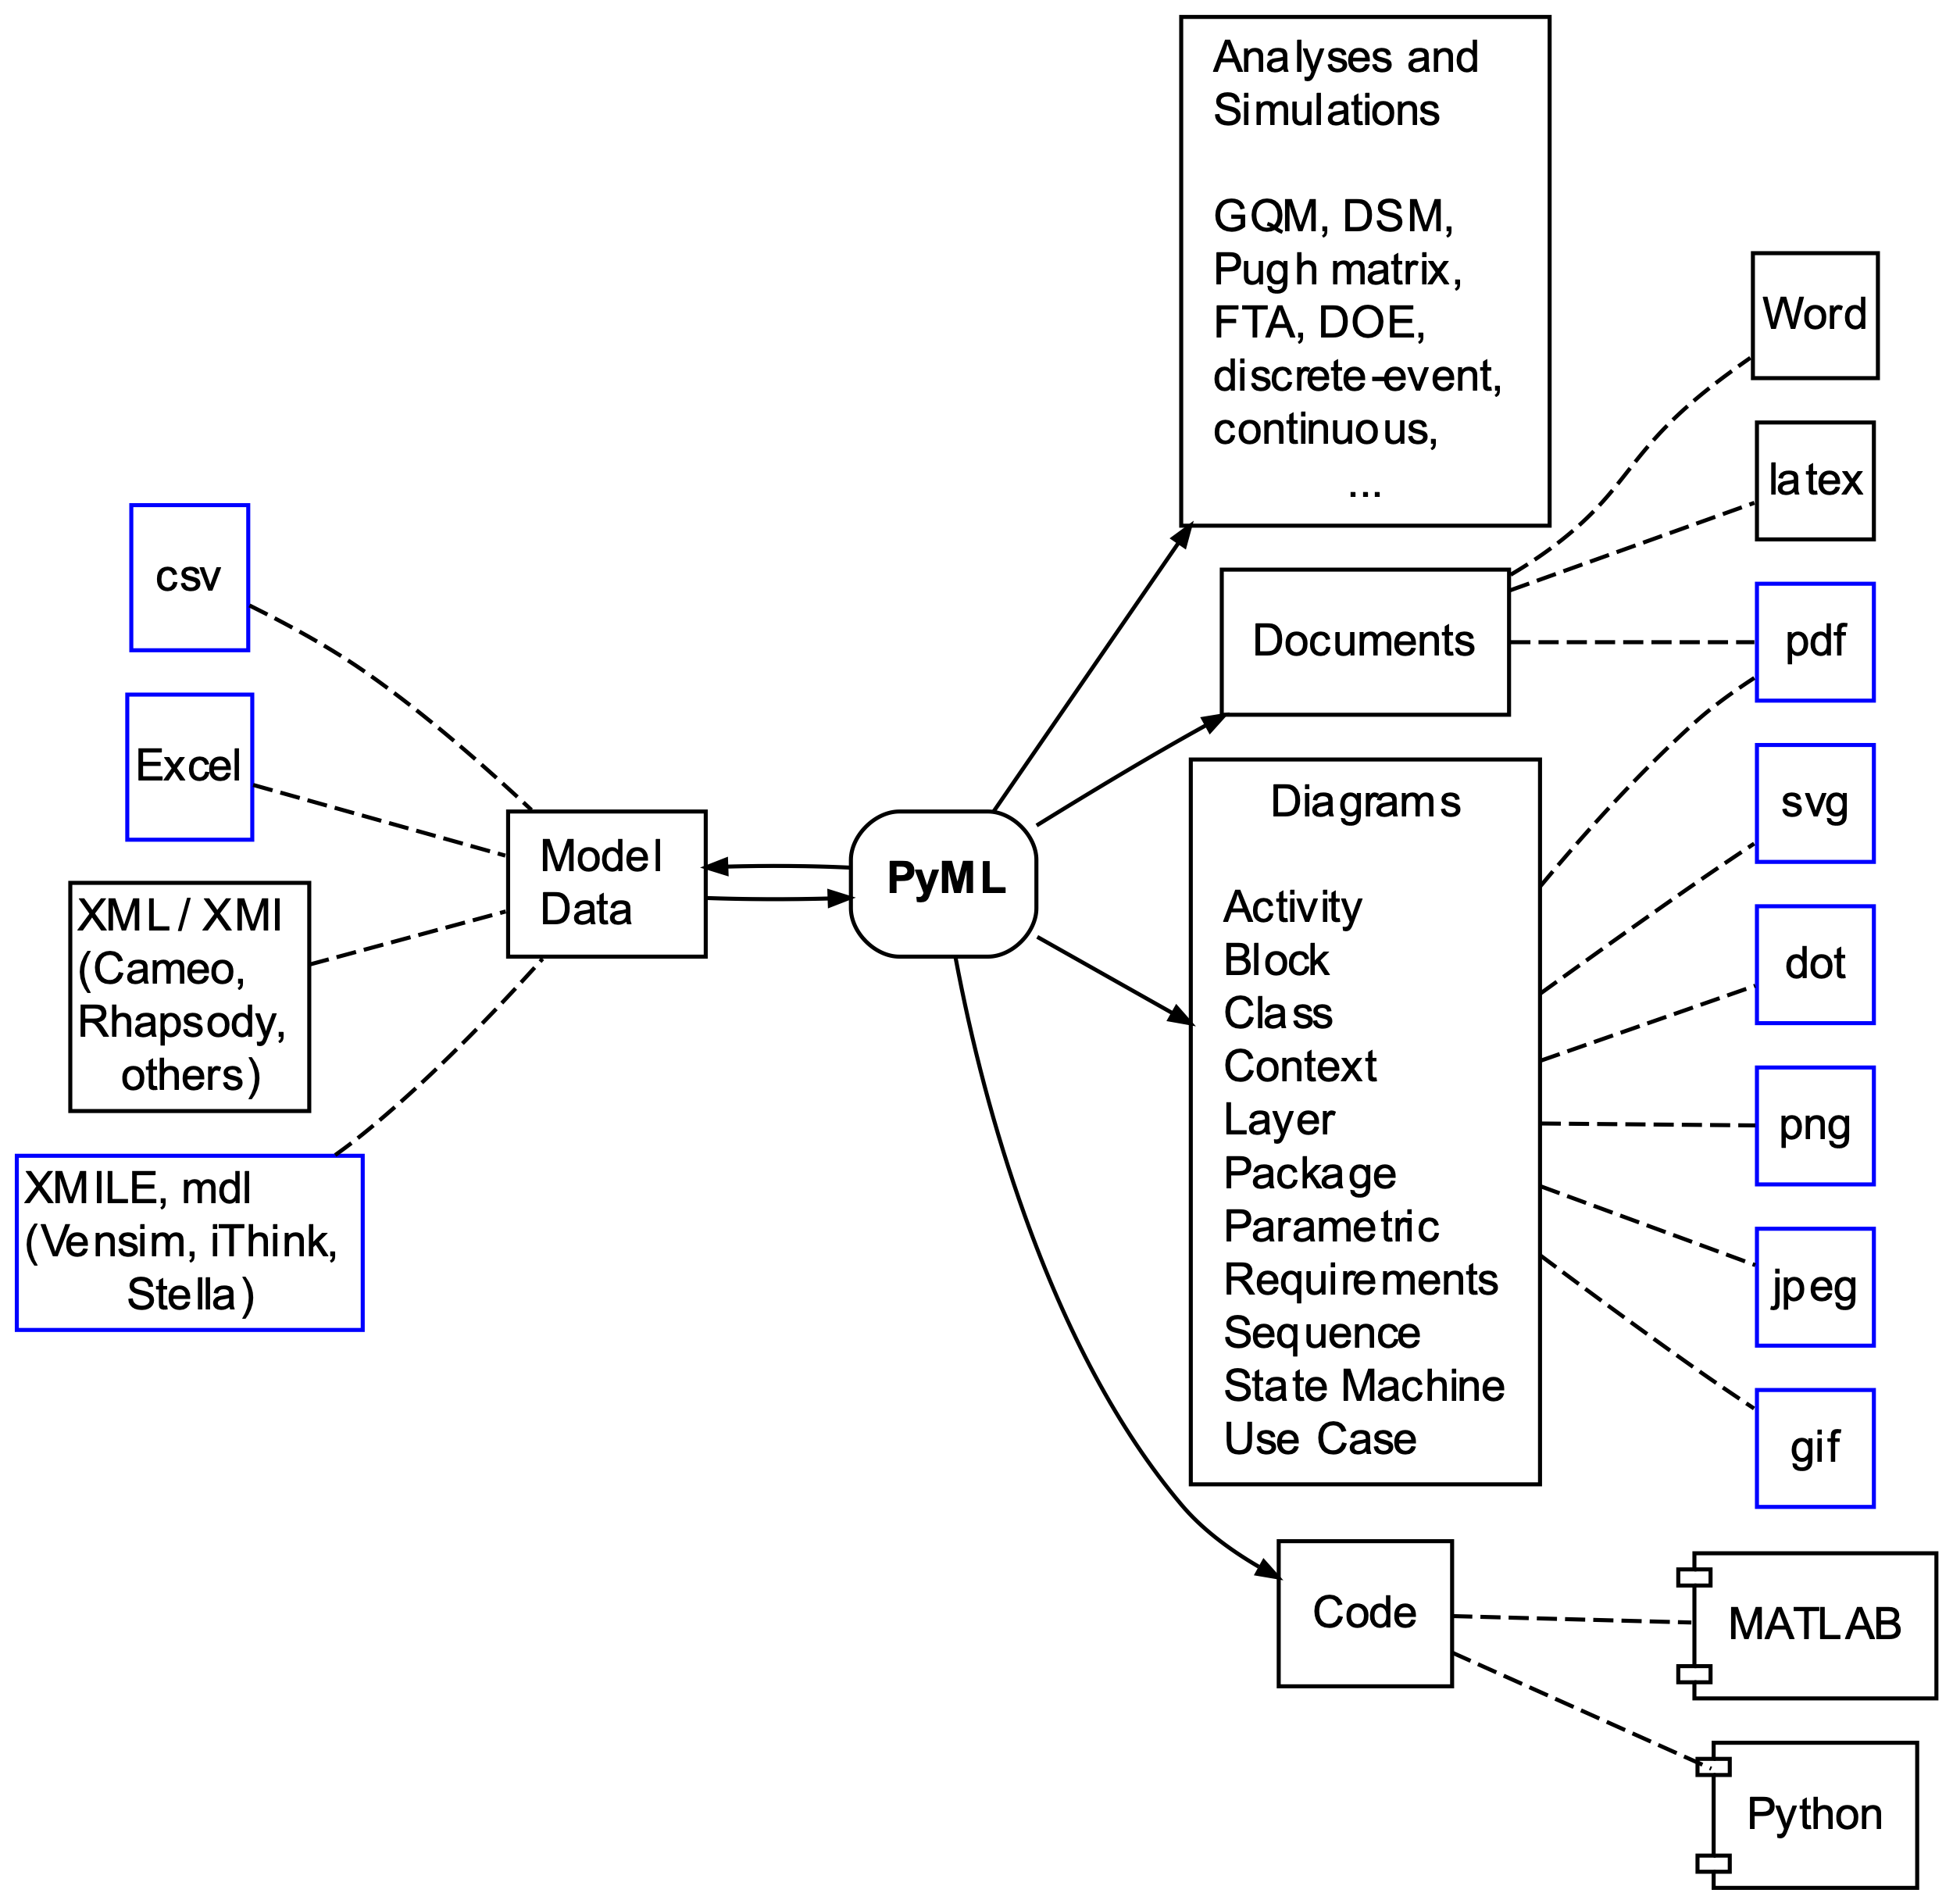 Analyses and
Simulations
GQM, DSM,
Pugh matrix,
FTA, DOE,
discrete-event,
continuous,
...
Word
latex
csv
Documents
pdf
Excel
svg
Diagrams
Activity
Block
Class
Context
Layer
Package
Parametric
Requirements
Sequence
State Machine
Use Case
Model
Data
PyML
XML / XMI
(Cameo,
Rhapsody,
others)
dot
png
XMILE, mdl
(Vensim, iThink,
Stella)
jpeg
gif
Code
MATLAB
Python